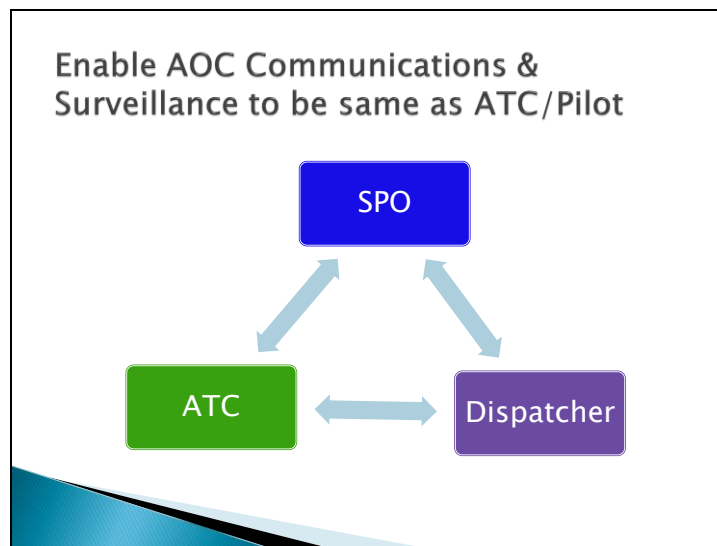 Enable AOC Communications &
Surveillance to be same as ATC/Pilot
SPO
ATC
Dispatcher